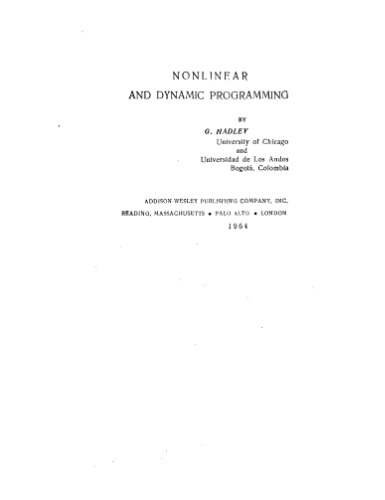 NONLINEAR
AND DYNAMIC PROGRAMMING
BY
G. HADLEY
University of Chicago
and
Universidad de Los Andes
Bogotá, Colombia
ADDISON-WESLEY PUBLISHING COMPANY, INC.
READING, MASSACHUSETTS • PALO ALTO • LONDON
1964